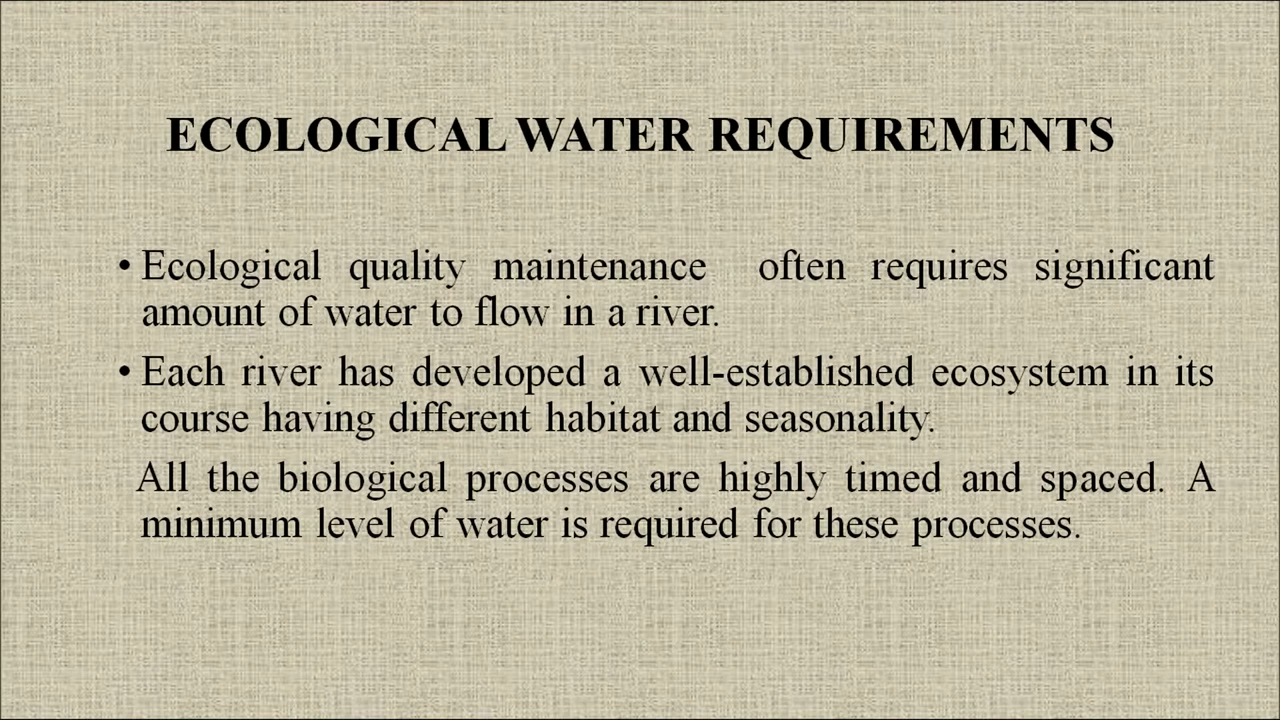 ECOLOGICAL WATER REQUIREMENTS
• Ecological quality maintenance often requires significant
amount of water to flow in a river.
• Each river has developed a well-established ecosystem in its
course having different habitat and seasonality.
All the biological processes are highly timed and spaced. A
minimum level of water is required for these processes.